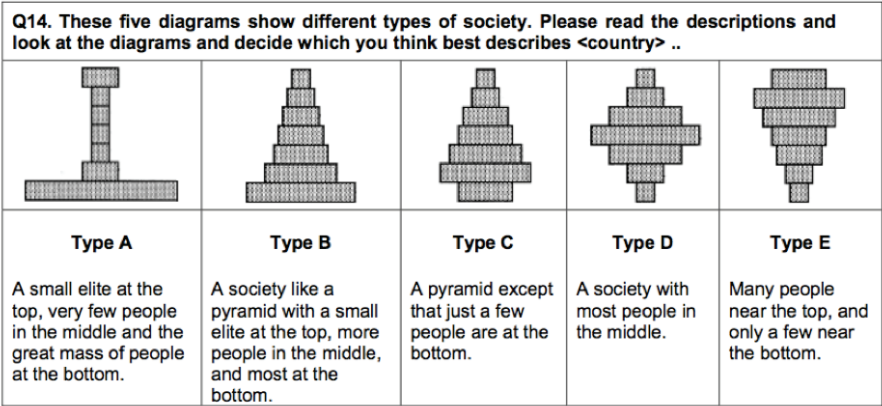 Q14. These five diagrams show different types of society. Please read the descriptions and
look at the diagrams and decide which you think best describes <country> ..
Type A
A small elite at the
top, very few people
in the middle and the
great mass of people
at the bottom.
Type B
A society like a
pyramid with a small
elite at the top, more
people in the middle,
and most at the
bottom.
Type C
A pyramid except
that just a few
people are at the
bottom.
Type D
A society with
most people in
the middle.
Type E
Many people
near the top, and
only a few near
the bottom.